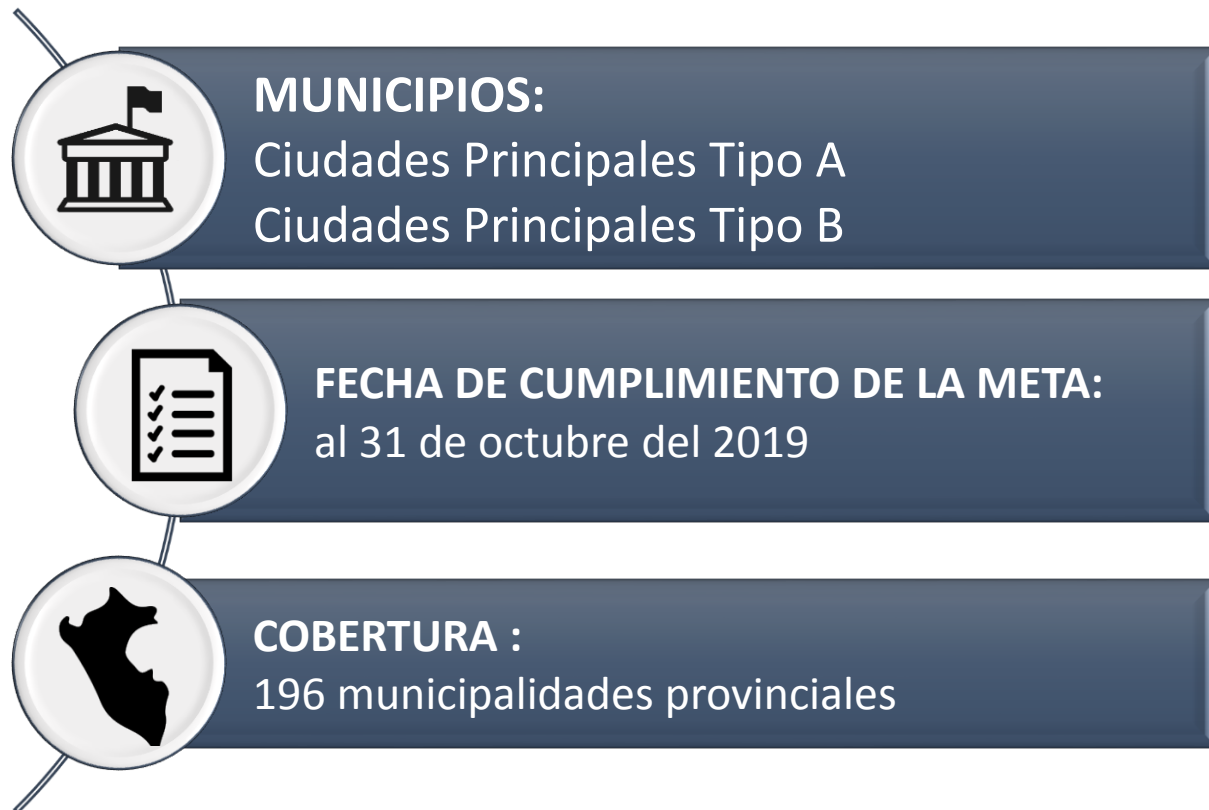 MUNICIPIOS:
Ciudades Principales Tipo A
Ciudades Principales Tipo B
FECHA DE CUMPLIMIENTO DE LA META:
al 31 de octubre del 2019
COBERTURA :
196 municipalidades provinciales